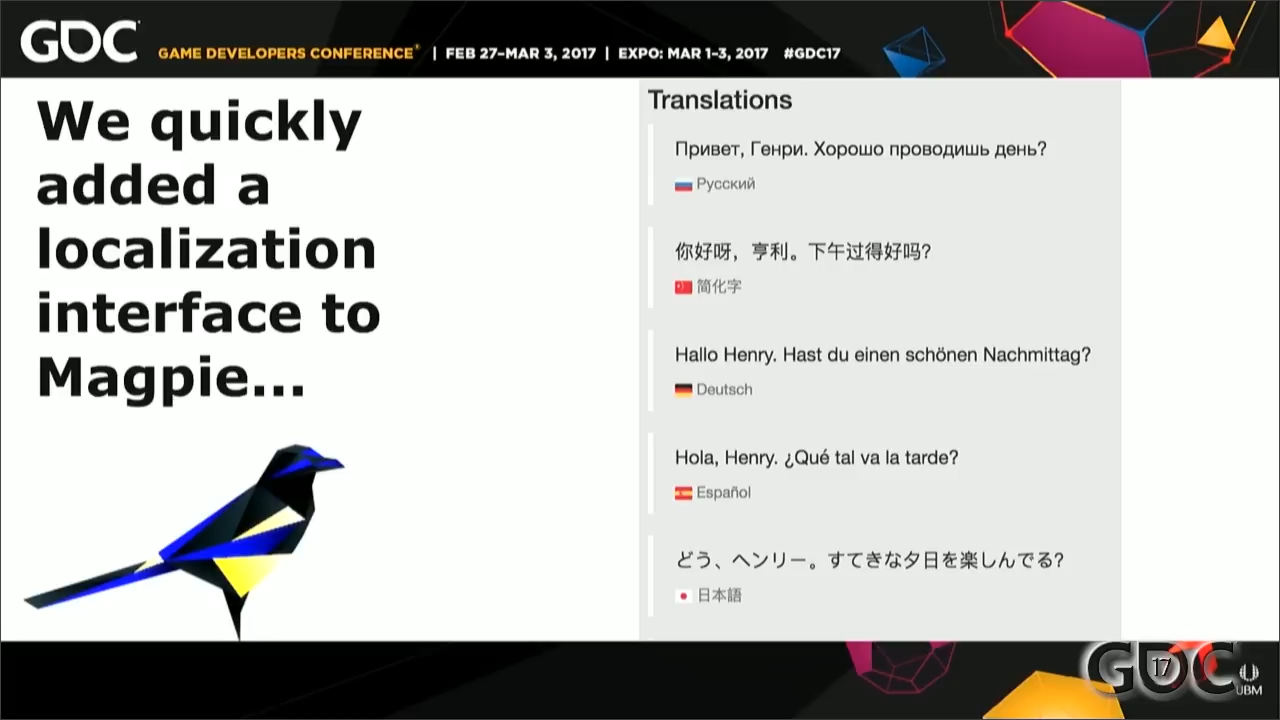 GDC GAME DEVELOPERS CONFERENCE® | FEB 27–MAR 3, 2017 | EXPO: MAR 1–3, 2017 #GDC17
We quickly
added a
localization
interface to
Magpie...
Translations
Привет, Генри. Хорошо проводишь день?
Русский
你好呀，亨利。下午过得好吗?
简化字
Hallo Henry. Hast du einen schönen Nachmittag?
Deutsch
Hola, Henry. ¿Qué tal va la tarde?
Español
どう、ヘンリー。すてきな夕日を楽しんでる?
日本語
GDC 17
UBM